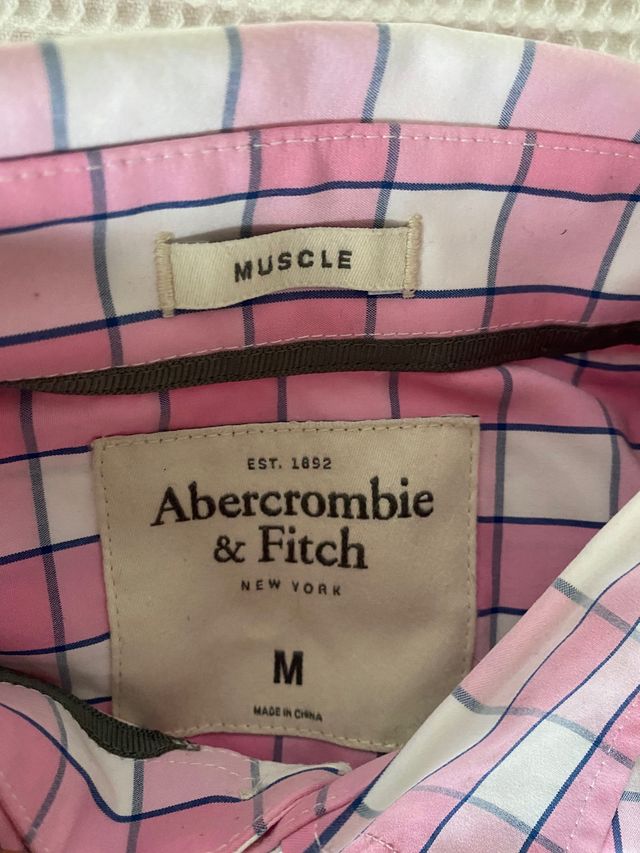 MUSCLE
EST. 1892
Abercrombie
& Fitch
NEW YORK
M
MADE IN CHINA